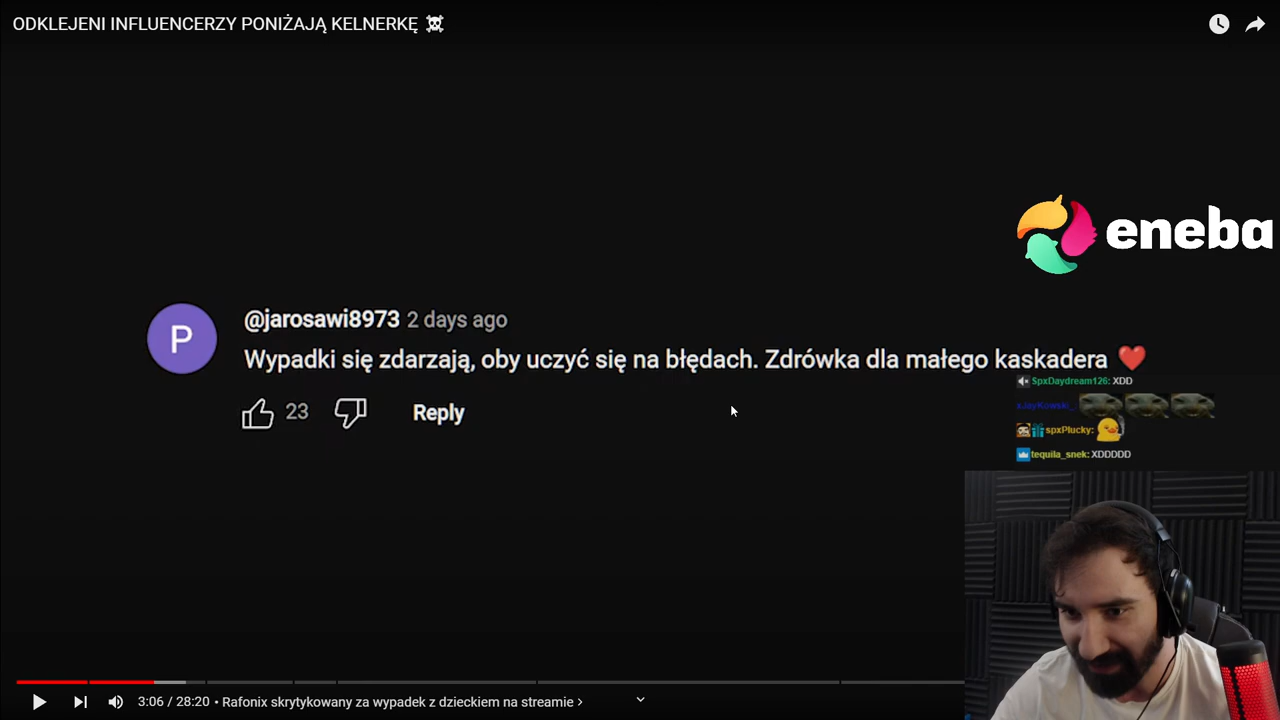 ODKLEJENI INFLUENCERZY PONIŻAJĄ KELNERKĘ ☠️
eneba
P
@jarosawi8973 2 days ago
Wypadki się zdarzają, oby uczyć się na błędach. Zdrówka dla małego kaskadera ❤️
23
Reply
SpxDaydream126: XDD
xJayKowski_:
spxPlucky:
tequila_snek: XDDDDD
3:06 / 28:20 • Rafonix skrytykowany za wypadek z dzieckiem na streamie